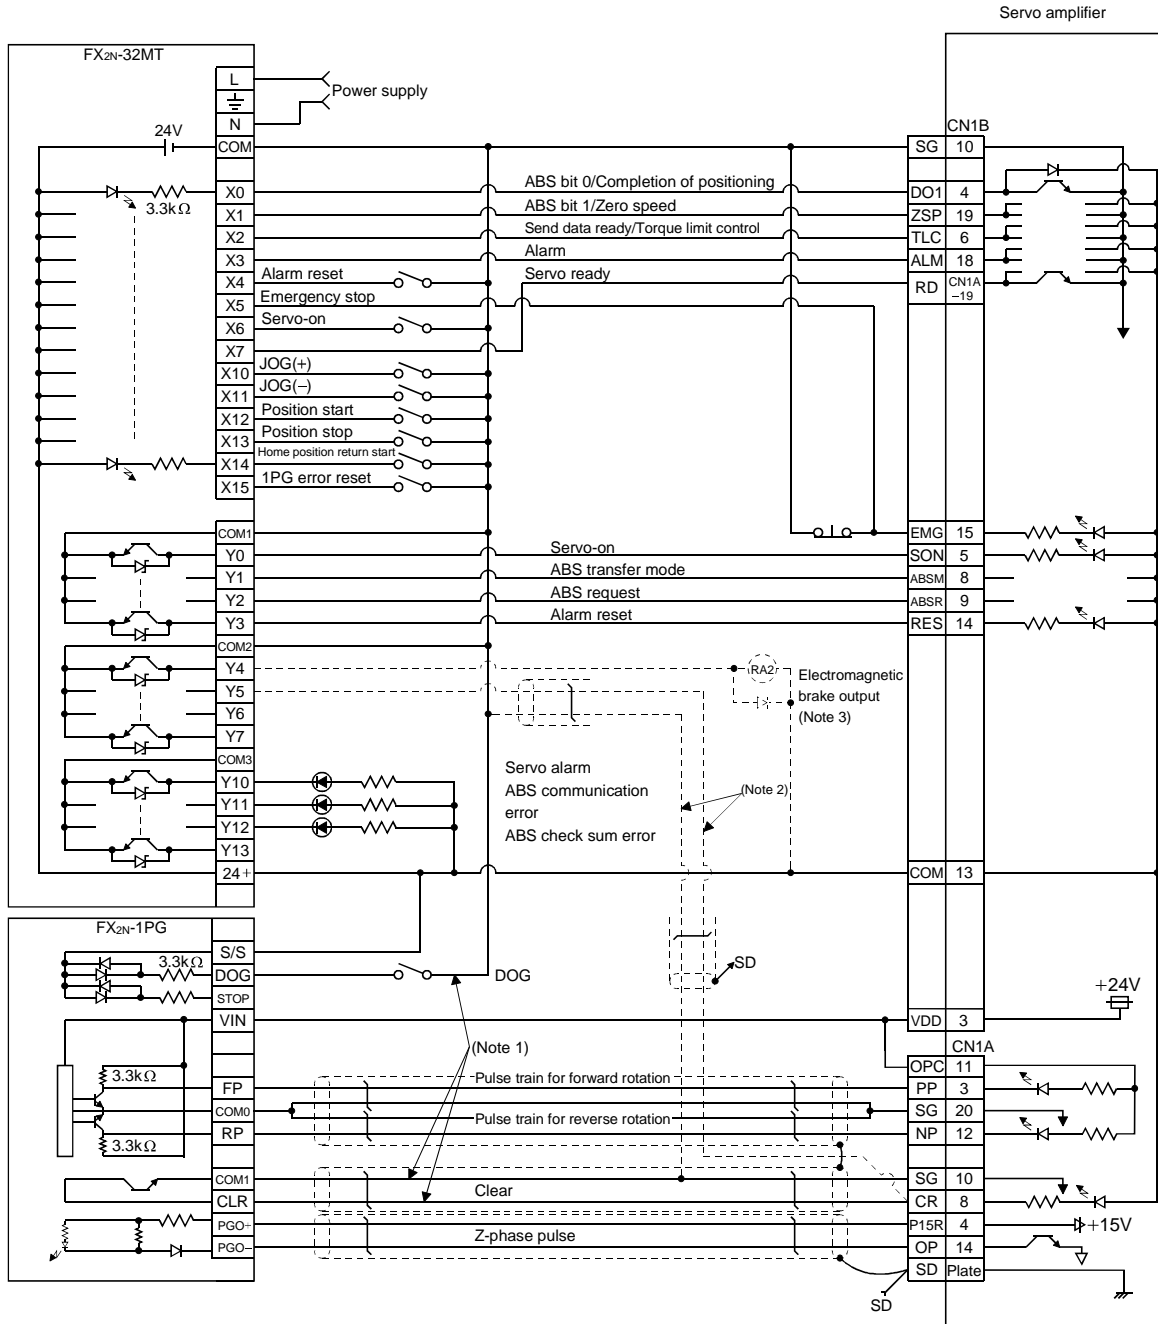 Servo amplifier
FX2N-32MT
L
Power supply
N
24V
CN1B
COM
SG 10
X0
3.3kΩ
ABS bit 0/Completion of positioning
DO1 4
X1
ABS bit 1/Zero speed
ZSP 19
X2
Send data ready/Torque limit control
TLC 6
X3
Alarm
ALM 18
X4
Alarm reset
Servo ready
RD CN1A
–19
X5
Emergency stop
X6
Servo-on
X7
X10
JOG(+)
X11
JOG(–)
X12
Position start
X13
Position stop
X14
Home position return start
X15
1PG error reset
COM1
EMG 15
Y0
Servo-on
SON 5
Y1
ABS transfer mode
ABSM 8
Y2
ABS request
ABSR 9
Y3
Alarm reset
RES 14
COM2
Y4
RA2
Electromagnetic
brake output
(Note 3)
Y5
Y6
Y7
COM3
Y10
Y11
Y12
Y13
Servo alarm
ABS communication
error
ABS check sum error
(Note 2)
24+
COM 13
FX2N-1PG
S/S
3.3kΩ
DOG
DOG
SD
STOP
+24V
VIN
VDD 3
(Note 1)
CN1A
OPC 11
3.3kΩ
FP
Pulse train for forward rotation
PP 3
COM0
SG 20
Pulse train for reverse rotation
RP
NP 12
3.3kΩ
COM1
SG 10
Clear
CLR
CR 8
PGO+
P15R 4
+15V
Z-phase pulse
PGO–
OP 14
SD Plate
SD